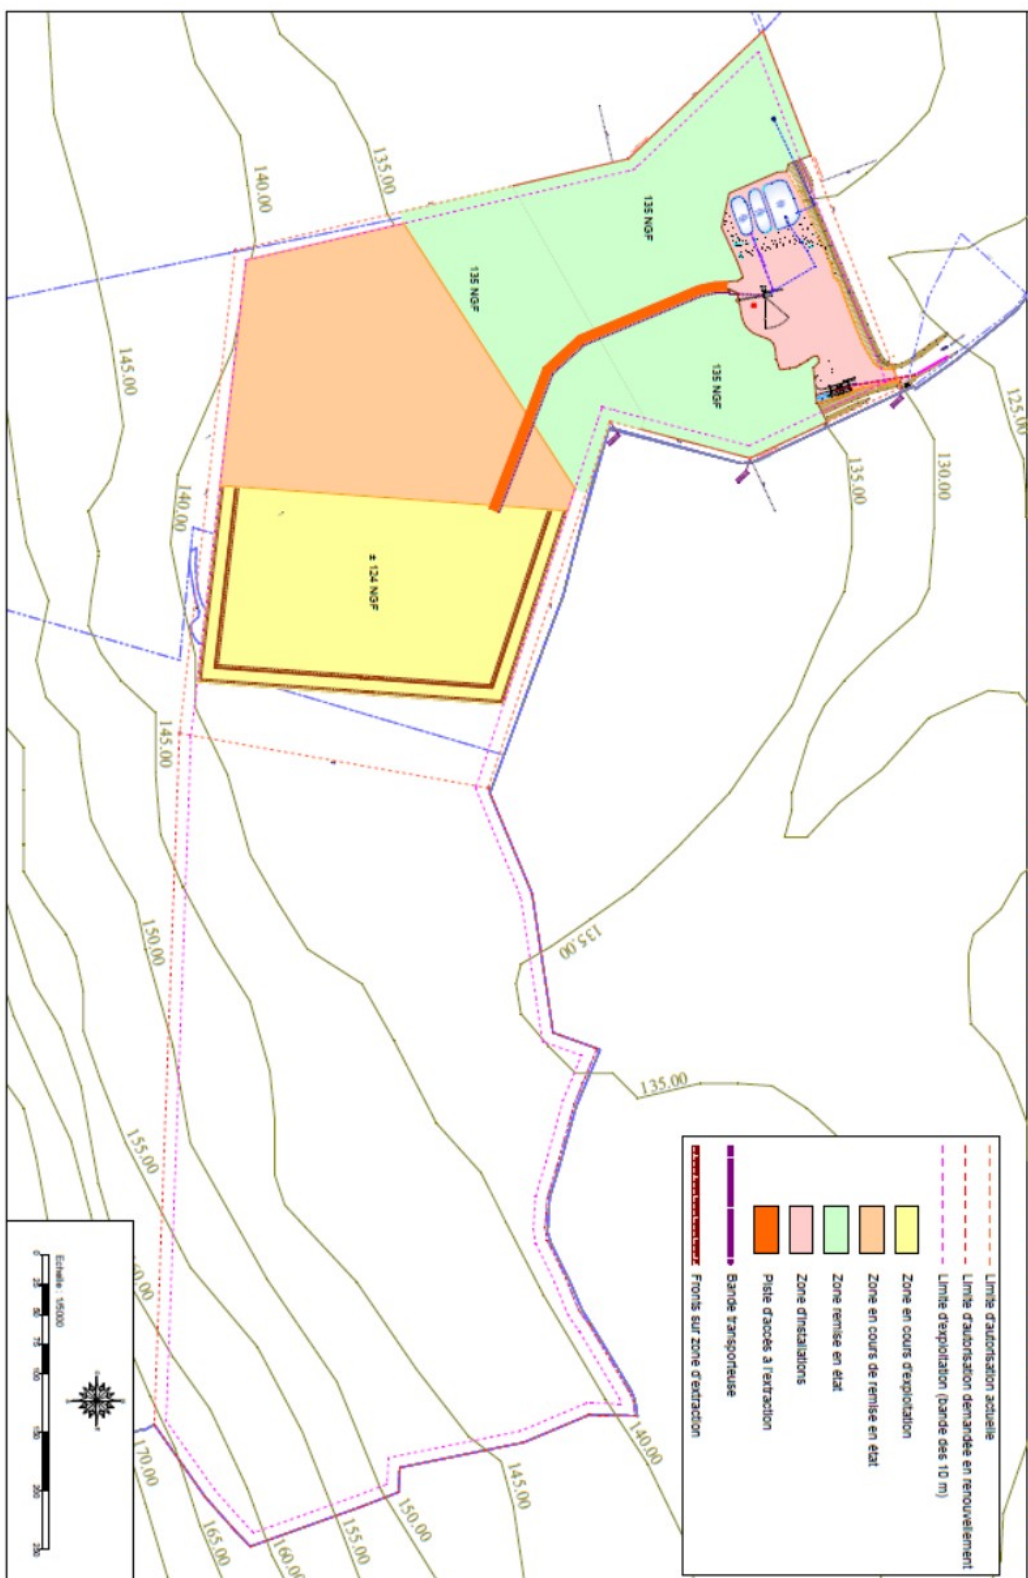 125.00
130.00
135.00
135.00
140.00
145.00
140.00
145.00
150.00
155.00
135.00
135.00
140.00
145.00
150.00
155.00
160.00
165.00
170.00
60.00
135 NGF
135 NGF
135 NGF
± 124 NGF
Limite d'autorisation actuelle
Limite d'autorisation demandée en renouvellement
Limite d'exploitation (bande des 10 m)
Zone en cours d'exploitation
Zone en cours de remise en état
Zone remise en état
Zone d'installations
Piste d'accès à l'extraction
Bande transporteuse
Fronts sur zone d'extraction
Echelle : 1/5000
0